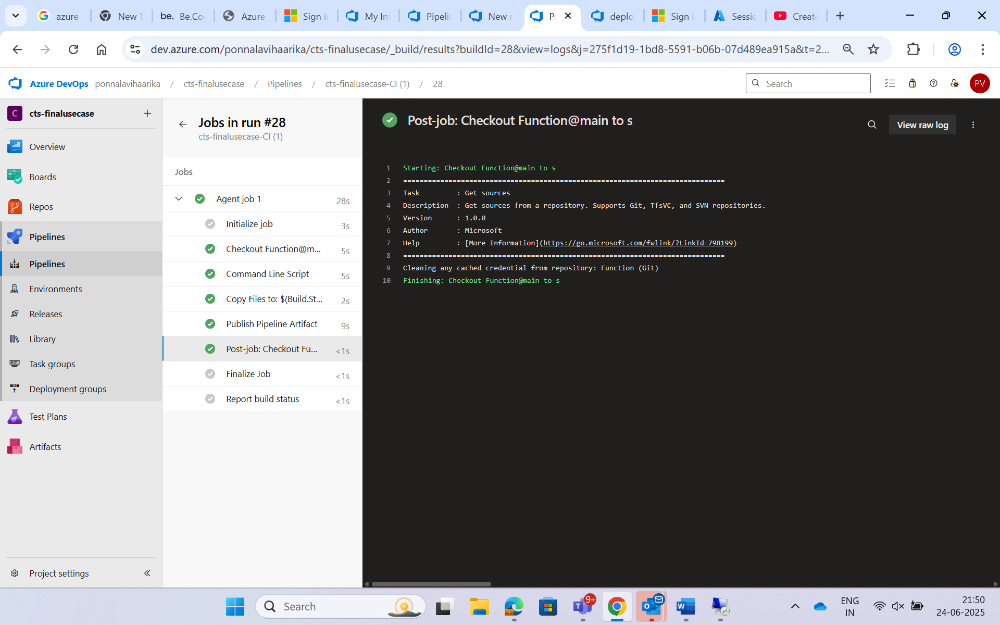 azure
New T
be. Be.Co
Azure
Sign i
My Inf
Pipelin
New r
Pi
deplo
Sign i
Sessio
Create
dev.azure.com/ponnalavihaarika/cts-finalusecase/_build/results?buildId=28&view=logs&j=275f1d19-1bd8-5591-b06b-07d489ea915a&t=2...
Azure DevOps ponnalavihaarika / cts-finalusecase / Pipelines / cts-finalusecase-CI (1) / 28
Search
PV
C cts-finalusecase
Overview
Boards
Repos
Pipelines
Pipelines
Environments
Releases
Library
Task groups
Deployment groups
Test Plans
Artifacts
Project settings
Jobs in run #28
cts-finalusecase-CI (1)
Jobs
Agent job 1 28s
Initialize job 3s
Checkout Function@m... 5s
Command Line Script 5s
Copy Files to: $(Build.St... 2s
Publish Pipeline Artifact 9s
Post-job: Checkout Fu... <1s
Finalize Job <1s
Report build status <1s
Post-job: Checkout Function@main to s
View raw log
1 Starting: Checkout Function@main to s
2 ==============================================================================
3 Task : Get sources
4 Description : Get sources from a repository. Supports Git, TfsVC, and SVN repositories.
5 Version : 1.0.0
6 Author : Microsoft
7 Help : [More Information](https://go.microsoft.com/fwlink/?LinkId=798199)
8 ==============================================================================
9 Cleaning any cached credential from repository: Function (Git)
10 Finishing: Checkout Function@main to s
Search
9+
ENG
IN
21:50
24-06-2025